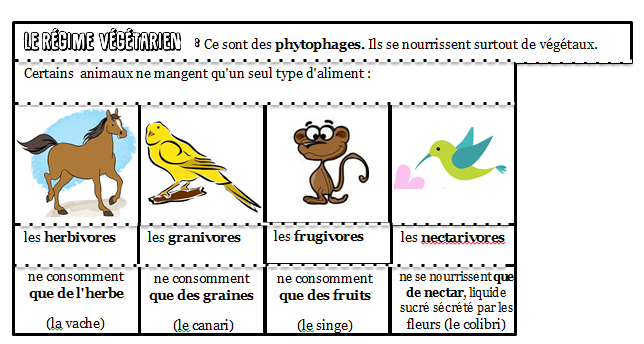 LE RÉGIME VÉGÉTARIEN : Ce sont des phytophages. Ils se nourrissent surtout de végétaux.
Certains animaux ne mangent qu'un seul type d'aliment :
les herbivores les granivores les frugivores les nectarivores
ne consomment
que de l'herbe
(la vache)
ne consomment
que des graines
(le canari)
ne consomment
que des fruits
(le singe)
ne se nourrissent que
de nectar, liquide
sucré sécrété par les
fleurs (le colibri)